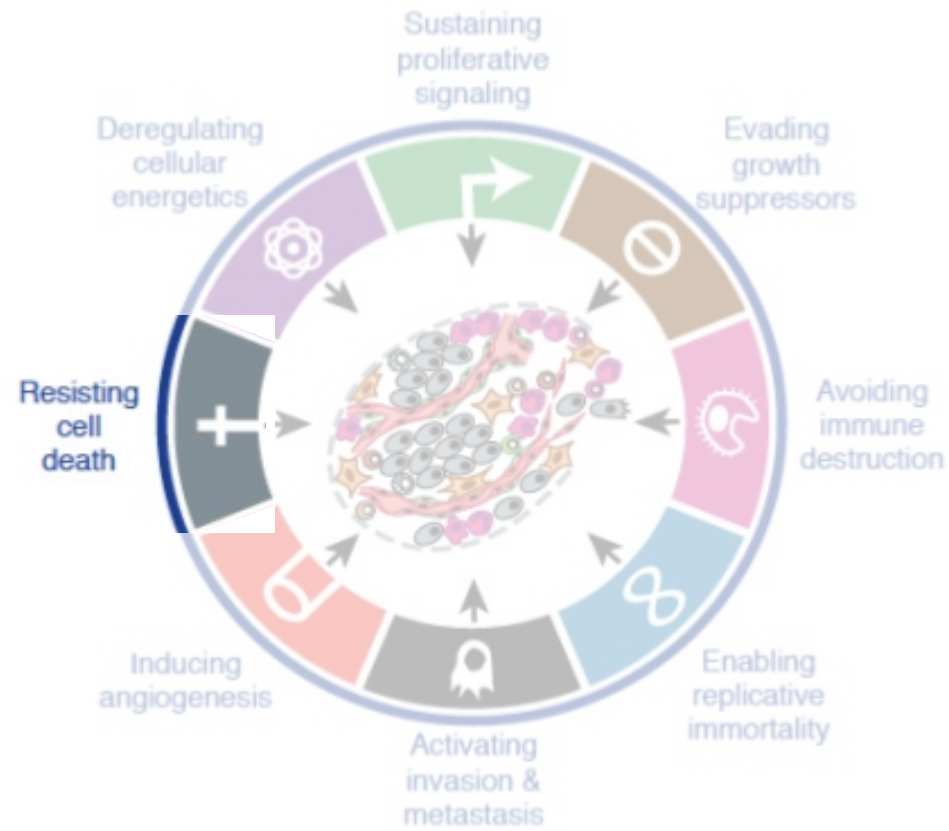 Sustaining
proliferative
signaling
Deregulating
cellular
energetics
Evading
growth
suppressors
Resisting
cell
death
Avoiding
immune
destruction
Inducing
angiogenesis
Enabling
replicative
immortality
Activating
invasion &
metastasis